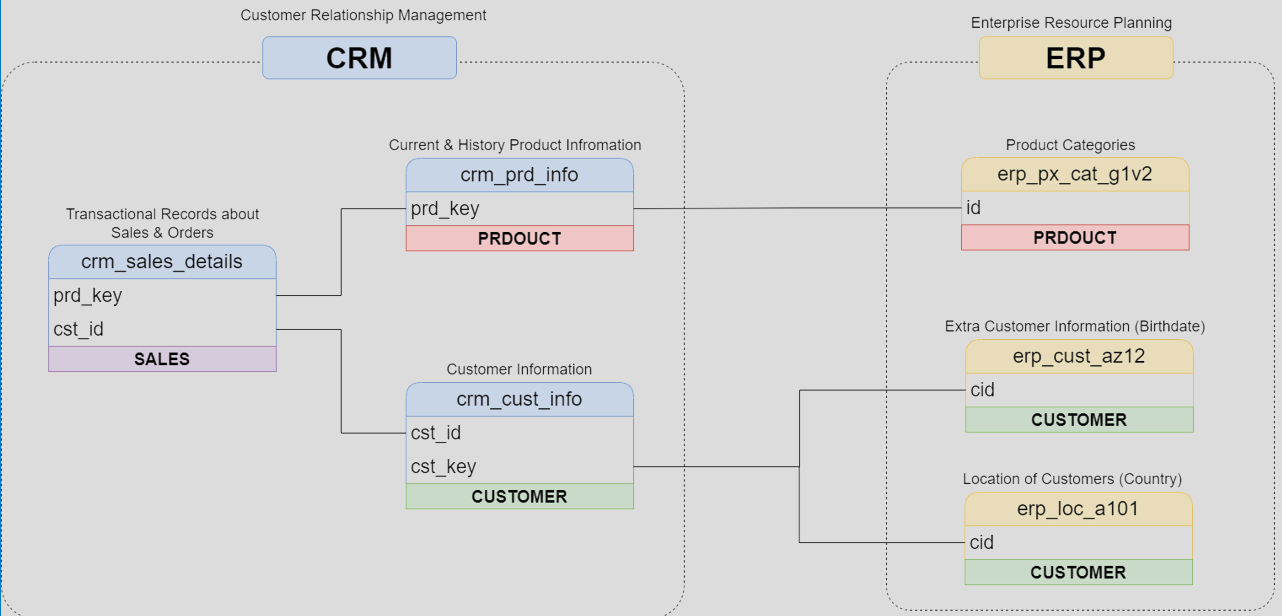 Customer Relationship Management
CRM
Enterprise Resource Planning
ERP
Current & History Product Infromation
crm_prd_info
prd_key
PRDOUCT
Product Categories
erp_px_cat_g1v2
id
PRDOUCT
Transactional Records about
Sales & Orders
crm_sales_details
prd_key
cst_id
SALES
Customer Information
crm_cust_info
cst_id
cst_key
CUSTOMER
Extra Customer Information (Birthdate)
erp_cust_az12
cid
CUSTOMER
Location of Customers (Country)
erp_loc_a101
cid
CUSTOMER